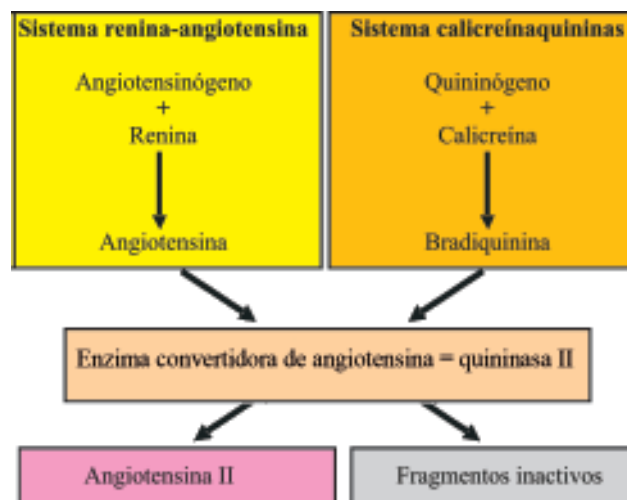 Sistema renina-angiotensina
Angiotensinógeno
+
Renina
Angiotensina
Sistema calicreínaquininas
Quininógeno
+
Calicreína
Bradiquinina
Enzima convertidora de angiotensina = quininasa II
Angiotensina II
Fragmentos inactivos